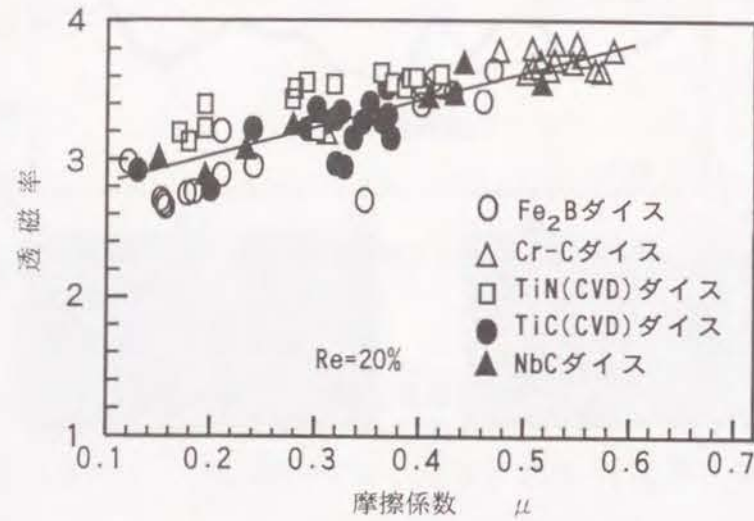 4
3
2
1
透磁率
○ Fe₂Bダイス
△ Cr-Cダイス
□ TiN(CVD)ダイス
● TiC(CVD)ダイス
▲ NbCダイス
Re=20%
0.1 0.2 0.3 0.4 0.5 0.6 0.7
摩擦係数 μ